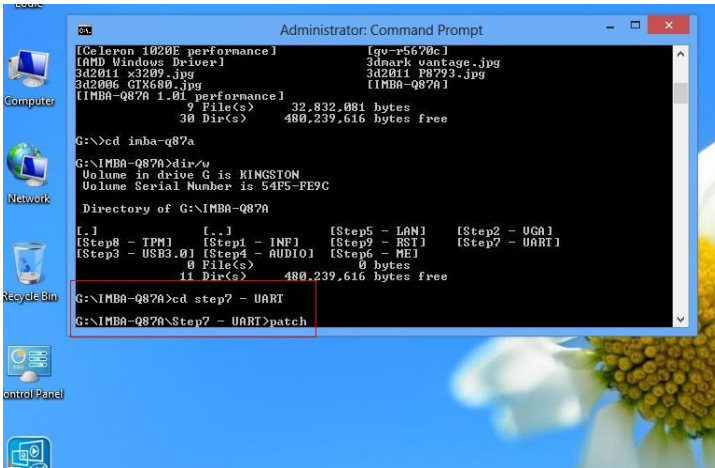 Logic
Computer
Network
Recycle Bin
ontrol Panel
Administrator: Command Prompt
[Celeron 1020E performance] [gv-r5670c]
[AMD Windows Driver] 3dmark vantage.jpg
3d2011 x3209.jpg 3d2011 P8793.jpg
3d2006 GTX680.jpg [IMBA-Q87A]
[IMBA-Q87A 1.01 performance]
9 File(s) 32,832,081 bytes
30 Dir(s) 480,239,616 bytes free
G:\>cd imba-q87a
G:\IMBA-Q87A>dir/w
Volume in drive G is KINGSTON
Volume Serial Number is 54F5-FE9C
Directory of G:\IMBA-Q87A
[.] [..] [Step5 - LAN] [Step2 - VGA]
[Step8 - TPM] [Step1 - INF] [Step9 - RST] [Step7 - UART]
[Step3 - USB3.0] [Step4 - AUDIO] [Step6 - ME]
0 File(s) 0 bytes
11 Dir(s) 480,239,616 bytes free
G:\IMBA-Q87A>cd step7 - UART
G:\IMBA-Q87A\Step7 - UART>patch